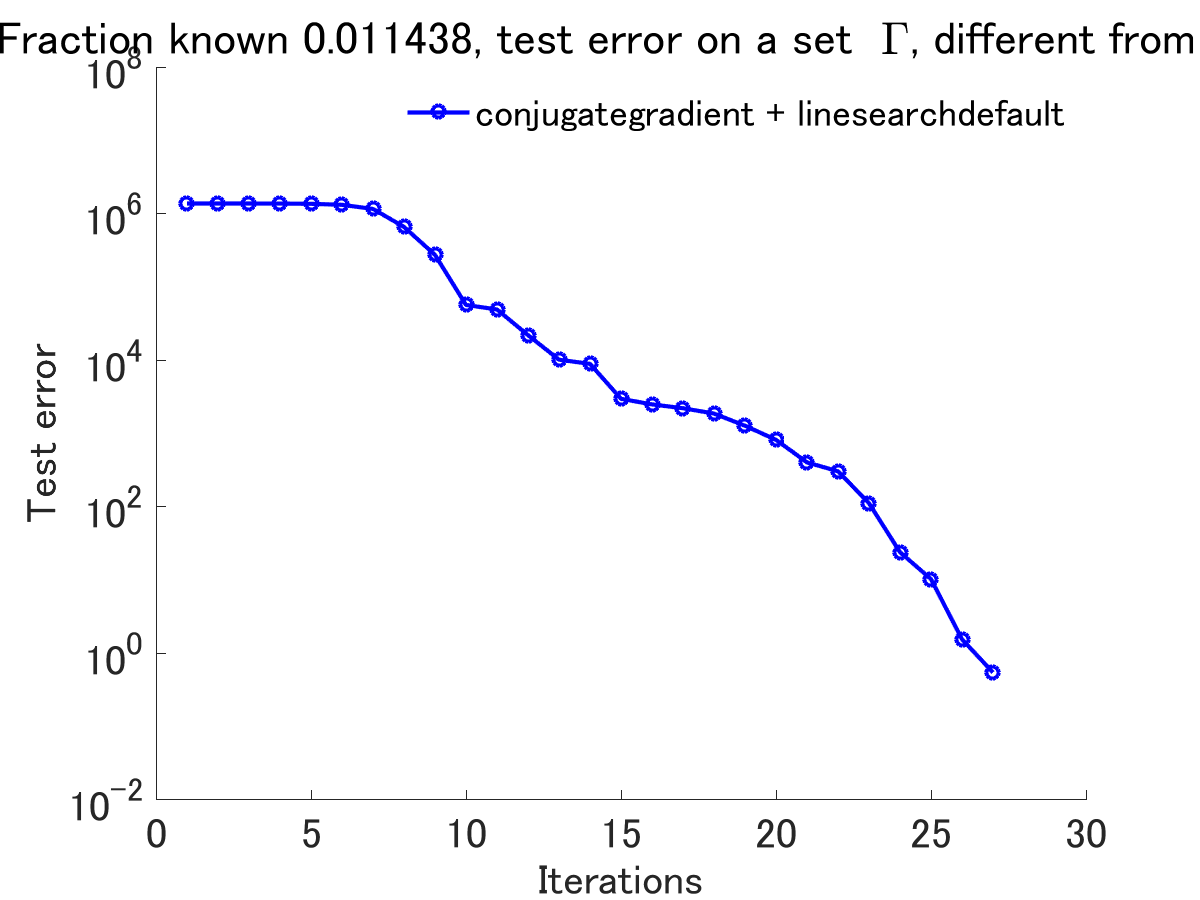 Fraction known 0.011438, test error on a set Γ, different from
10^8
conjugategradient + linesearchdefault
10^6
10^4
10^2
10^0
10^−2
Test error
0 5 10 15 20 25 30
Iterations